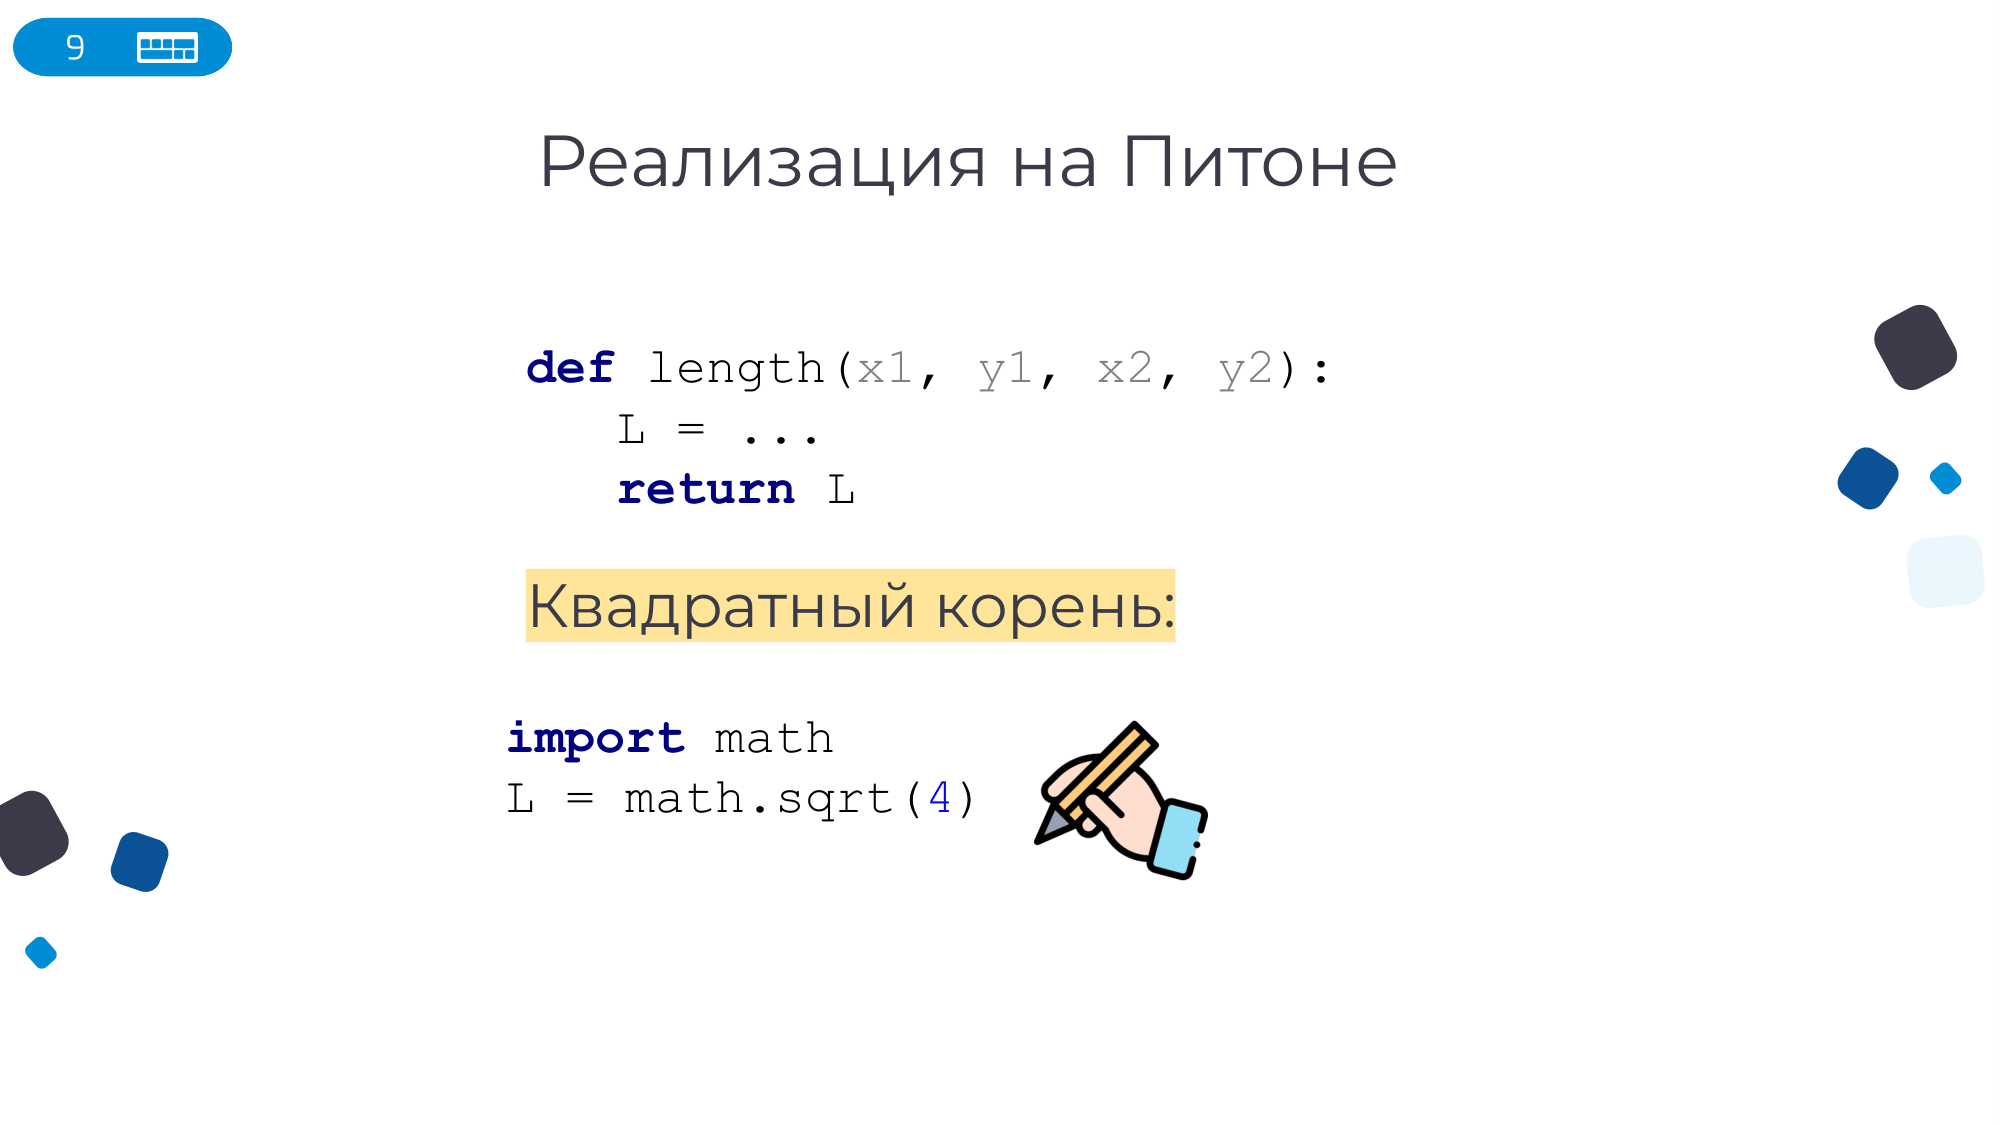 9
Реализация на Питоне
def length(x1, y1, x2, y2):
   L = ...
   return L
Квадратный корень:
import math
L = math.sqrt(4)